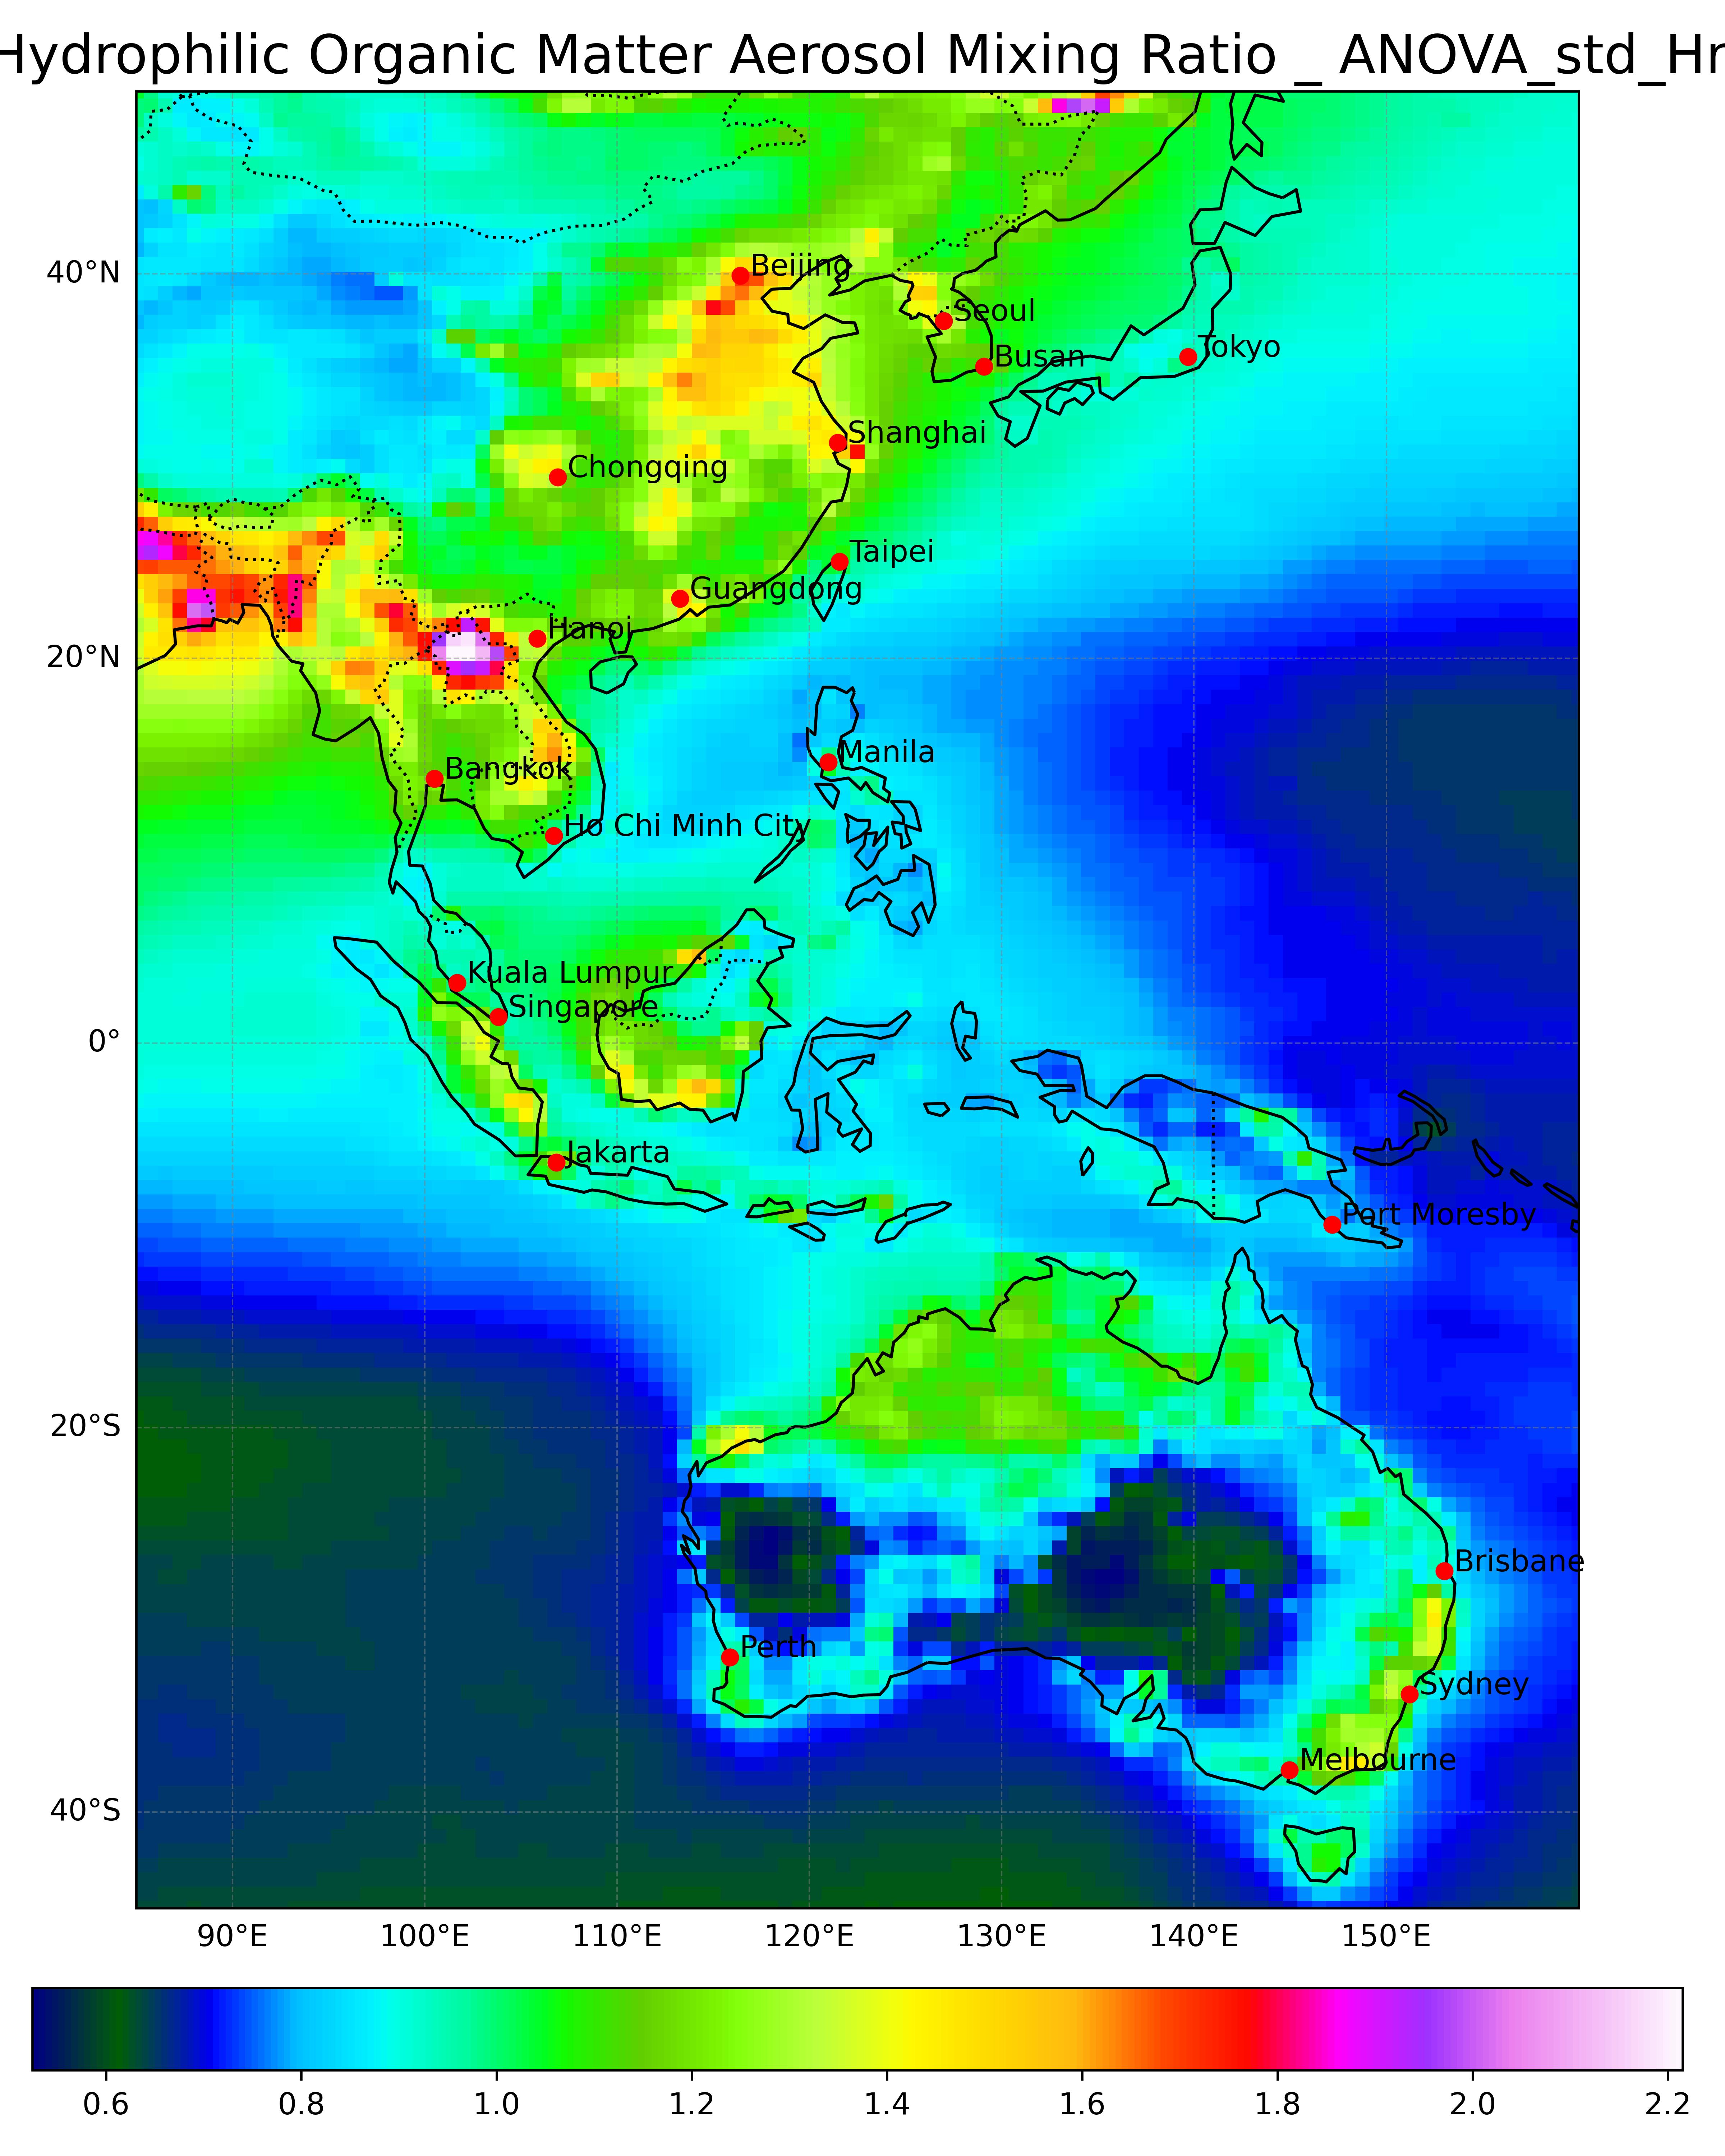 Hydrophilic Organic Matter Aerosol Mixing Ratio _ ANOVA_std_Hr
40°N
20°N
0°
20°S
40°S
Beijing
Seoul
Busan
Tokyo
Shanghai
Chongqing
Taipei
Guangdong
Hanoi
Manila
Bangkok
Ho Chi Minh City
Kuala Lumpur
Singapore
Jakarta
Port Moresby
Brisbane
Perth
Sydney
Melbourne
90°E 100°E 110°E 120°E 130°E 140°E 150°E
0.6 0.8 1.0 1.2 1.4 1.6 1.8 2.0 2.2